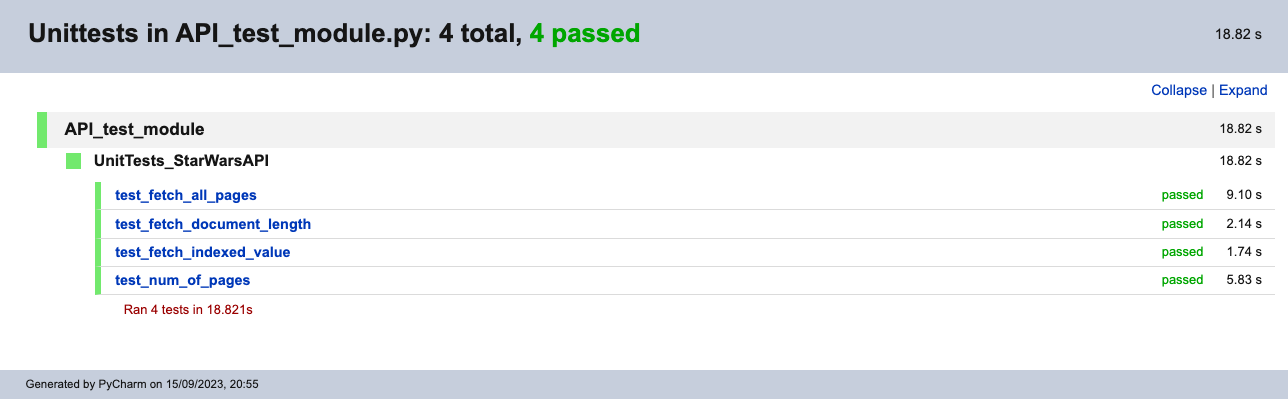 Unittests in API_test_module.py: 4 total, 4 passed 18.82 s
Collapse | Expand
API_test_module 18.82 s
UnitTests_StarWarsAPI 18.82 s
test_fetch_all_pages passed 9.10 s
test_fetch_document_length passed 2.14 s
test_fetch_indexed_value passed 1.74 s
test_num_of_pages passed 5.83 s
Ran 4 tests in 18.821s
Generated by PyCharm on 15/09/2023, 20:55